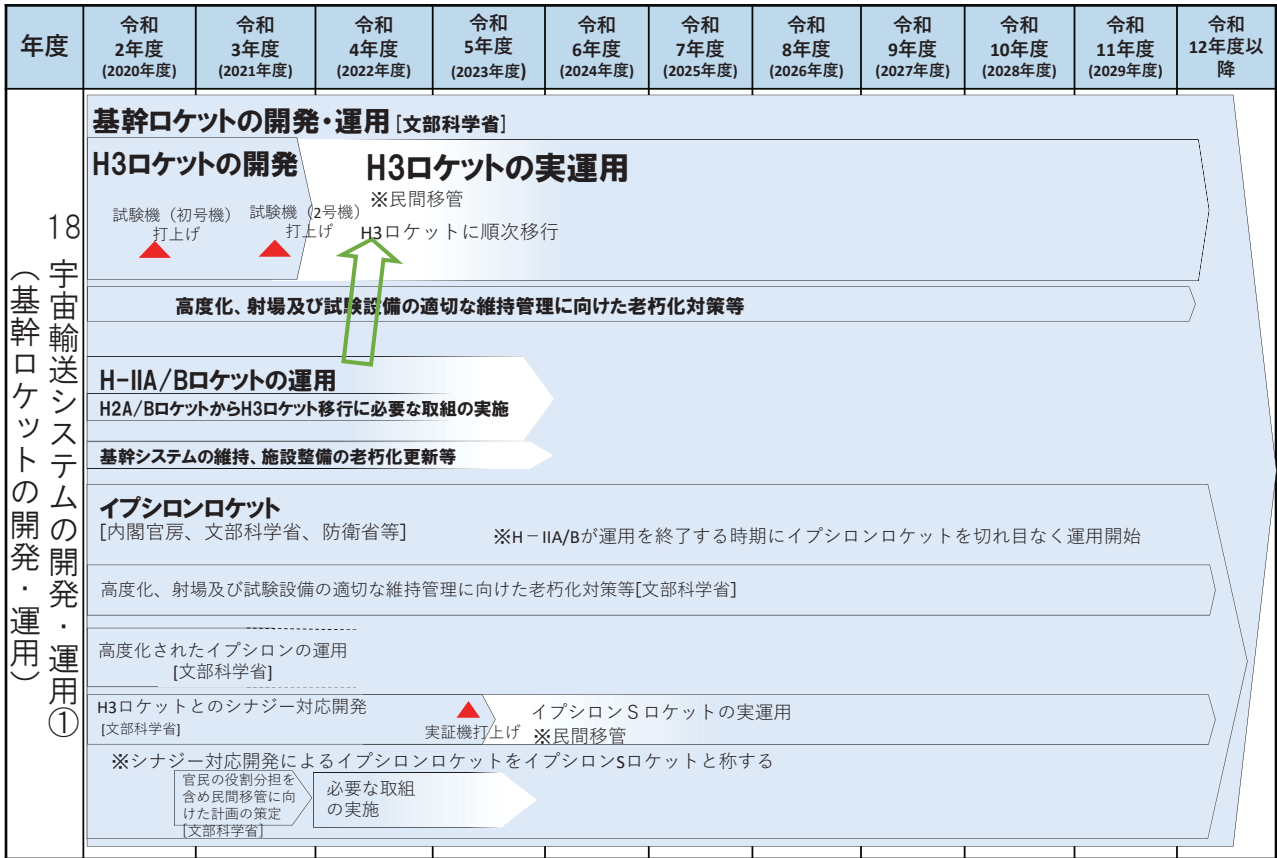 年度
令和
2年度
(2020年度)
令和
3年度
(2021年度)
令和
4年度
(2022年度)
令和
5年度
(2023年度)
令和
6年度
(2024年度)
令和
7年度
(2025年度)
令和
8年度
(2026年度)
令和
9年度
(2027年度)
令和
10年度
(2028年度)
令和
11年度
(2029年度)
令和
12年度以
降
18 宇宙輸送システムの開発・運用①
（基幹ロケットの開発・運用）
基幹ロケットの開発・運用 [文部科学省]
H3ロケットの開発
試験機（初号機）
打上げ
試験機（2号機）
打上げ
H3ロケットの実運用
※民間移管
H3ロケットに順次移行
高度化、射場及び試験設備の適切な維持管理に向けた老朽化対策等
H-IIA/Bロケットの運用
H2A/BロケットからH3ロケット移行に必要な取組の実施
基幹システムの維持、施設整備の老朽化更新等
イプシロンロケット
[内閣官房、文部科学省、防衛省等]
※H－IIA/Bが運用を終了する時期にイプシロンロケットを切れ目なく運用開始
高度化、射場及び試験設備の適切な維持管理に向けた老朽化対策等[文部科学省]
高度化されたイプシロンの運用
[文部科学省]
H3ロケットとのシナジー対応開発
[文部科学省]
実証機打上げ
イプシロンＳロケットの実運用
※民間移管
※シナジー対応開発によるイプシロンロケットをイプシロンSロケットと称する
官民の役割分担を
含め民間移管に向
けた計画の策定
[文部科学省]
必要な取組
の実施